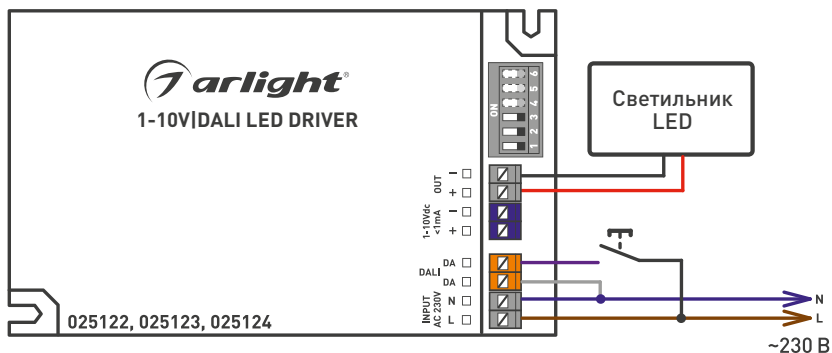 arlight®
1-10V|DALI LED DRIVER
ON
1 2 3 4 5 6
Светильник
LED
OUT
−
+
1-10Vdc
<1mA
−
+
DALI
DA
DA
INPUT
AC 230V
N
L
N
L
~230 В
025122, 025123, 025124